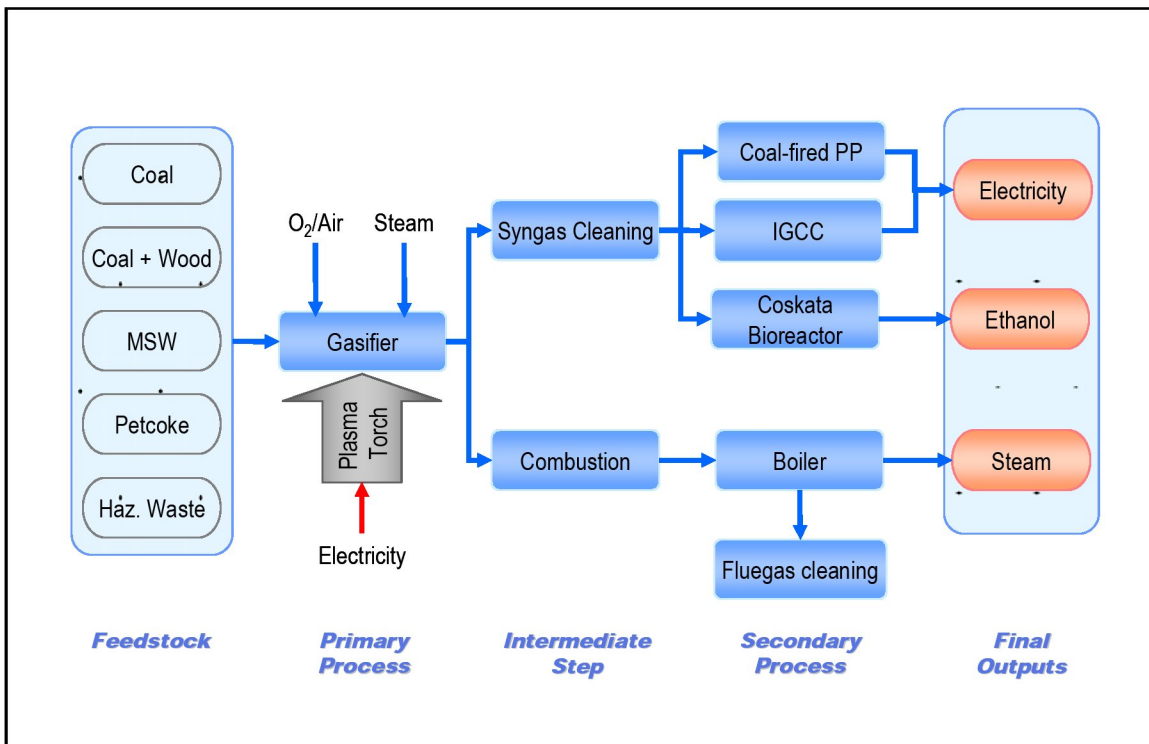 Coal
Coal + Wood
MSW
Petcoke
Haz. Waste
O₂/Air
Steam
Gasifier
Plasma
Torch
Electricity
Syngas Cleaning
Combustion
Coal-fired PP
IGCC
Coskata
Bioreactor
Boiler
Fluegas cleaning
Electricity
Ethanol
Steam
Feedstock
Primary
Process
Intermediate
Step
Secondary
Process
Final
Outputs